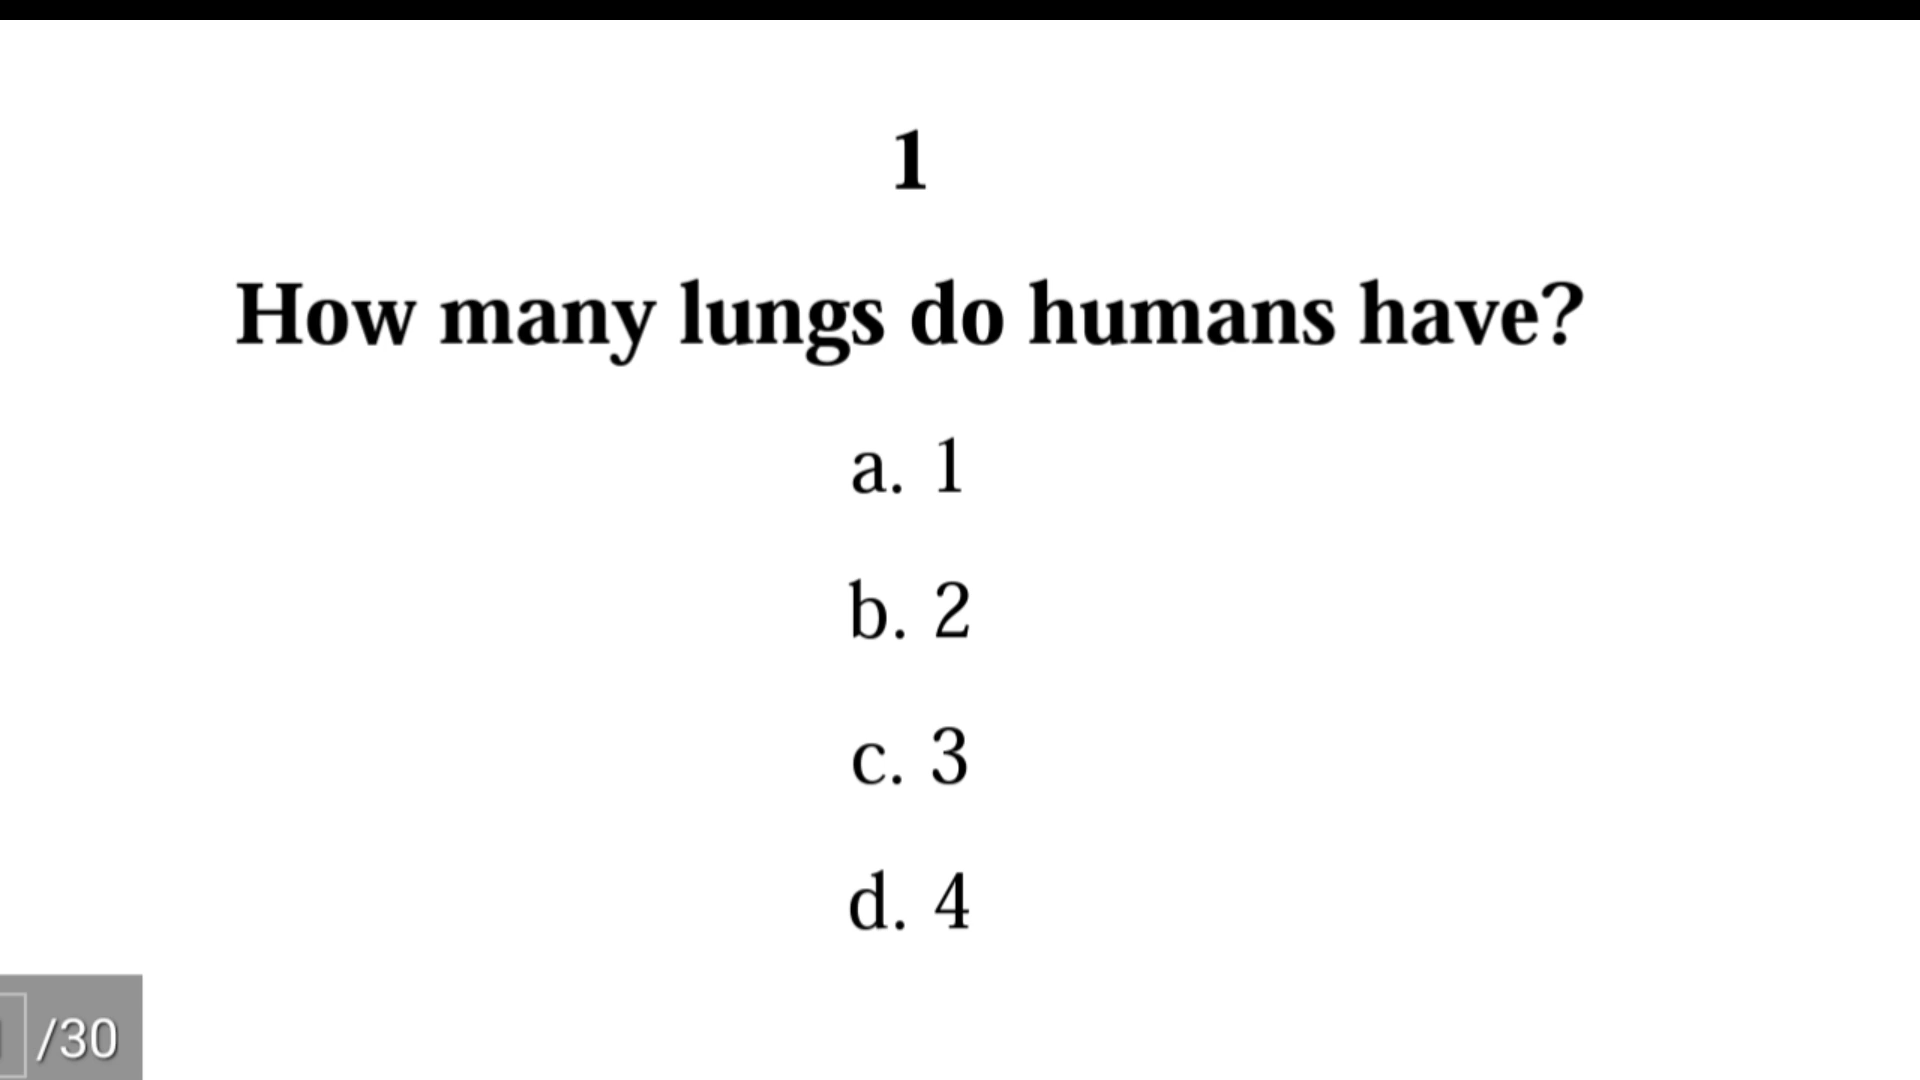 1
How many lungs do humans have?
a. 1
b. 2
c. 3
d. 4
/30